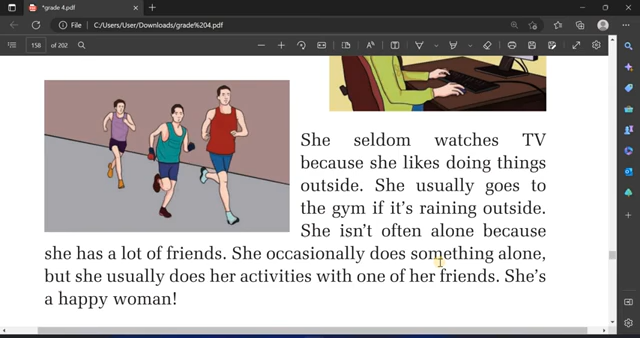 *grade 4.pdf
File
C:/Users/User/Downloads/grade%204.pdf
158
of 202
She seldom watches TV
because she likes doing things
outside. She usually goes to
the gym if it's raining outside.
She isn't often alone because
she has a lot of friends. She occasionally does something alone,
but she usually does her activities with one of her friends. She's
a happy woman!